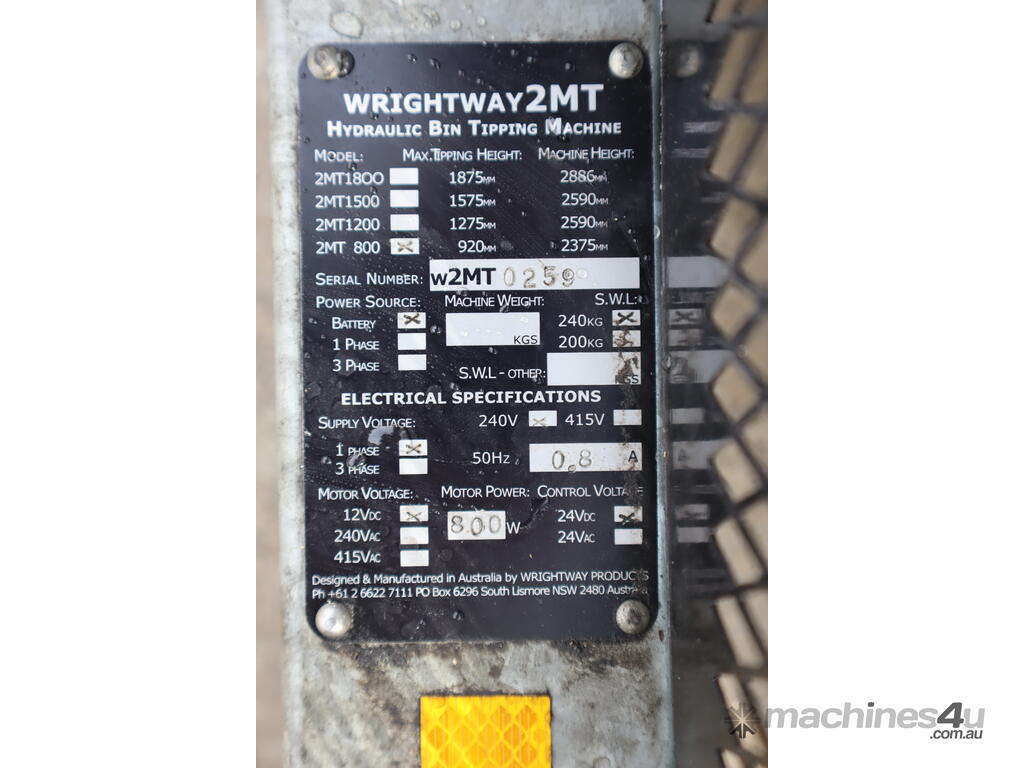 WRIGHTWAY2MT
HYDRAULIC BIN TIPPING MACHINE
MODEL: MAX.TIPPING HEIGHT: MACHINE HEIGHT:
2MT1800 1875MM 2886MM
2MT1500 1575MM 2590MM
2MT1200 1275MM 2590MM
2MT 800 X 920MM 2375MM
SERIAL NUMBER: W2MT 0259
POWER SOURCE: MACHINE WEIGHT: S.W.L:
BATTERY X KGS 240KG X
1 PHASE 200KG X
3 PHASE S.W.L - OTHER: KGS
ELECTRICAL SPECIFICATIONS
SUPPLY VOLTAGE: 240V X 415V
1 PHASE X 50HZ 0.8 A
3 PHASE
MOTOR VOLTAGE: MOTOR POWER: CONTROL VOLTAGE
12VDC X 800 W 24VDC X
240VAC 24VAC
415VAC
Designed & Manufactured in Australia by WRIGHTWAY PRODUCTS
Ph +61 2 6622 7111 PO Box 6296 South Lismore NSW 2480 Australia
machines4u
.com.au